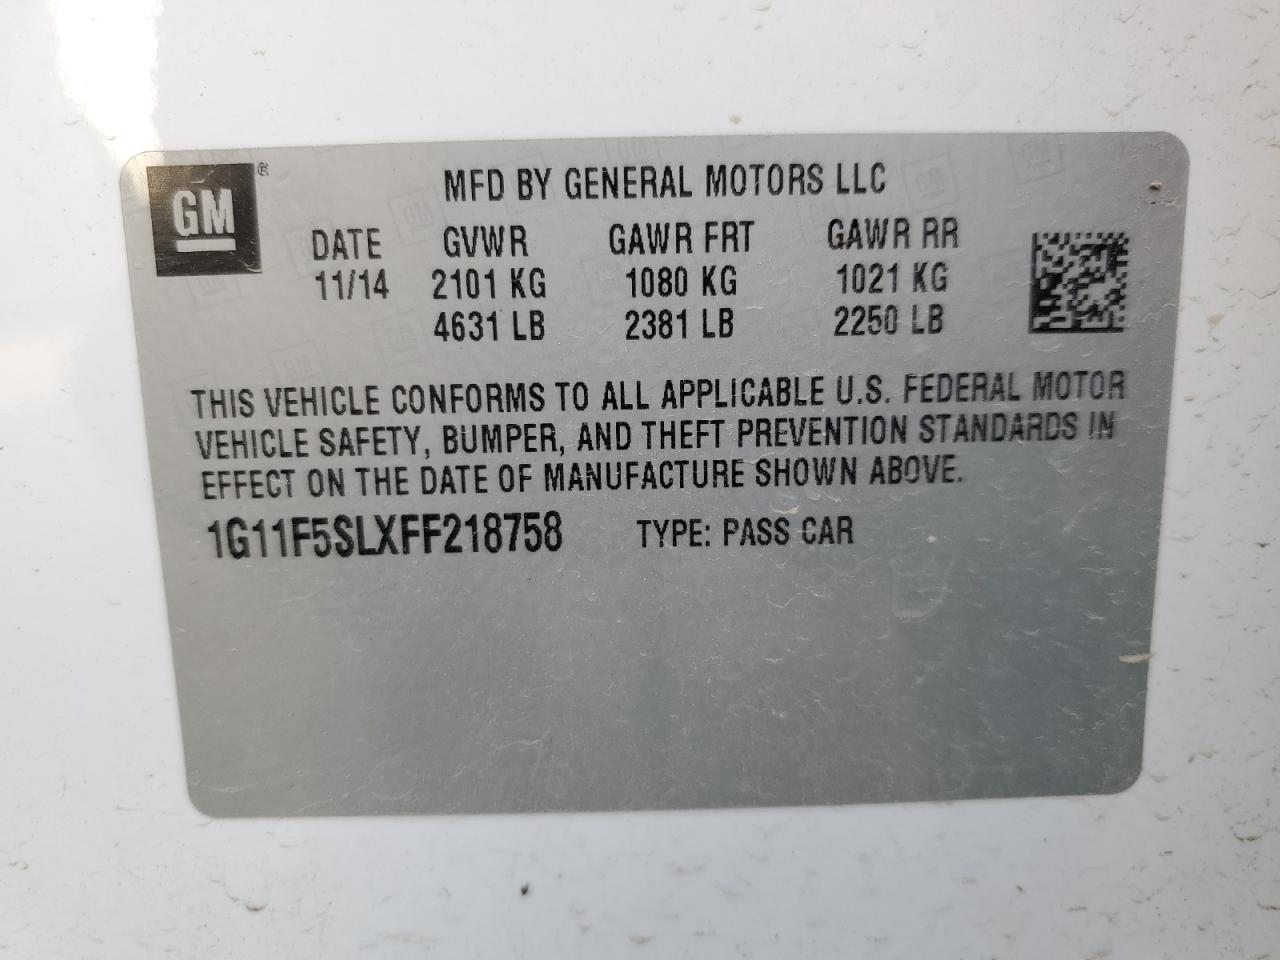 GM®
MFD BY GENERAL MOTORS LLC
DATE GVWR GAWR FRT GAWR RR
11/14 2101 KG 1080 KG 1021 KG
4631 LB 2381 LB 2250 LB
THIS VEHICLE CONFORMS TO ALL APPLICABLE U.S. FEDERAL MOTOR
VEHICLE SAFETY, BUMPER, AND THEFT PREVENTION STANDARDS IN
EFFECT ON THE DATE OF MANUFACTURE SHOWN ABOVE.
1G11F5SLXFF218758 TYPE: PASS CAR